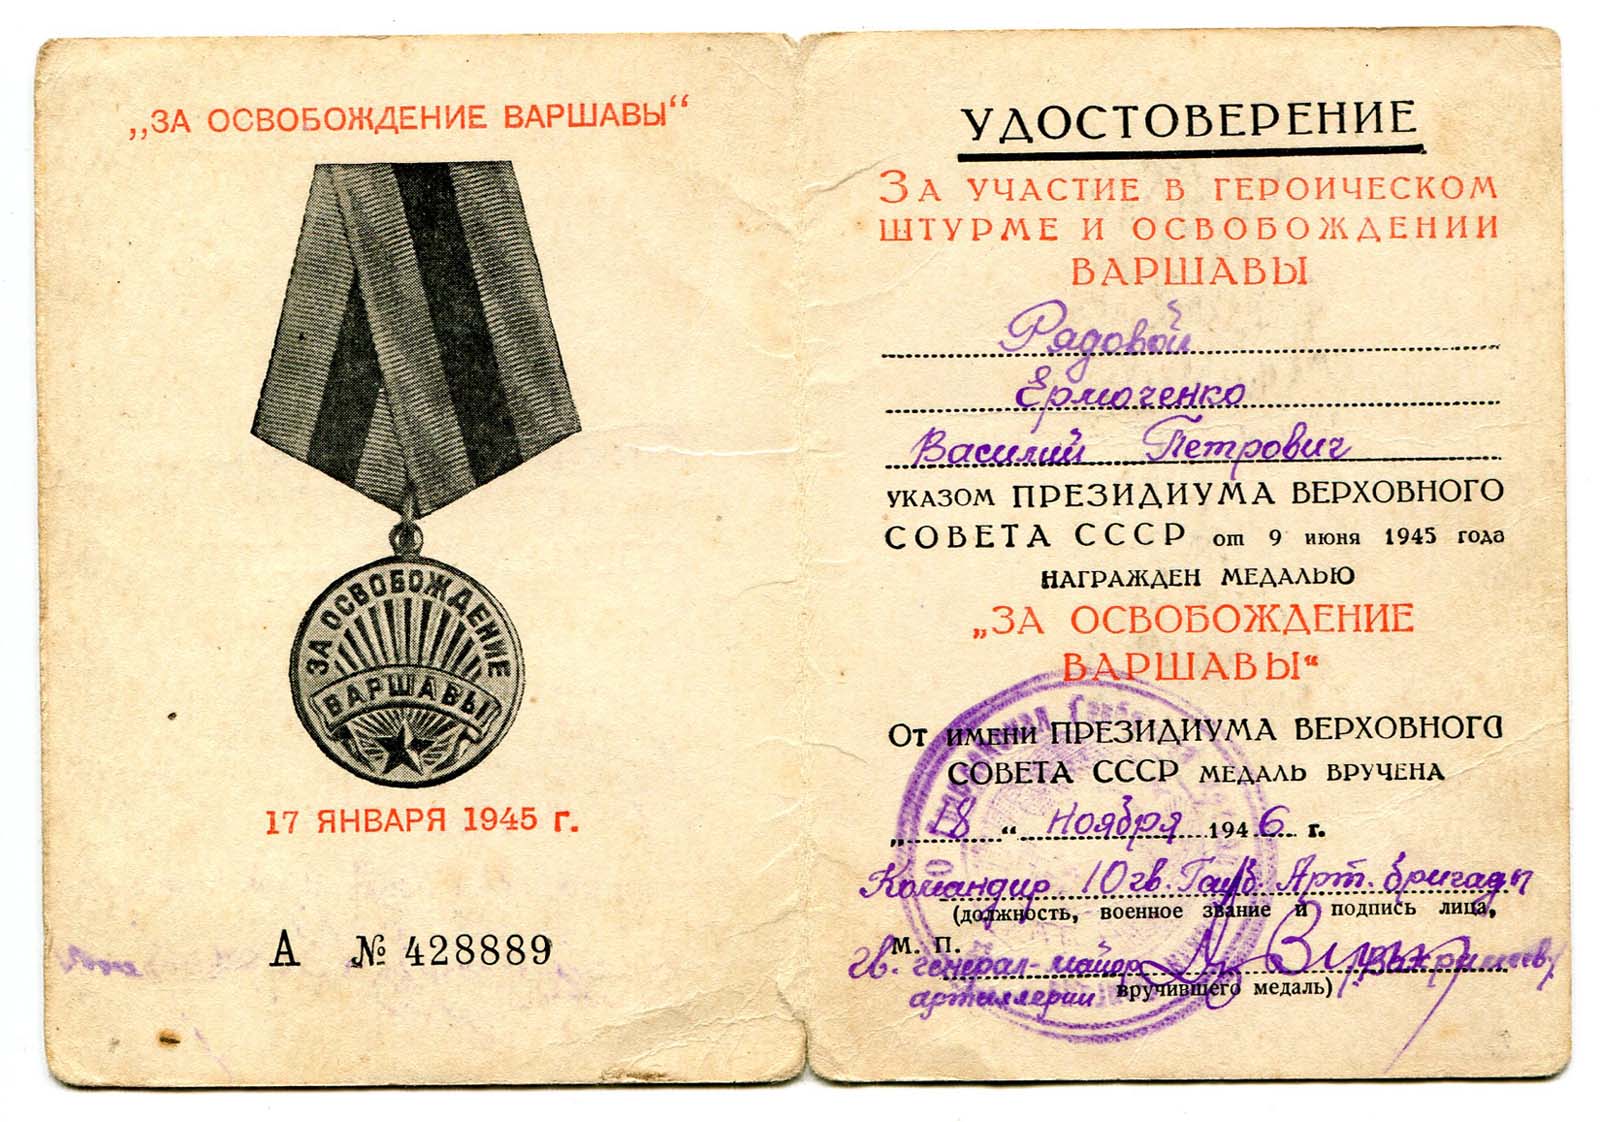 „ЗА ОСВОБОЖДЕНИЕ ВАРШАВЫ“
ЗА ОСВОБОЖДЕНИЕ
ВАРШАВЫ
17 ЯНВАРЯ 1945 г.
А № 428889
УДОСТОВЕРЕНИЕ
ЗА УЧАСТИЕ В ГЕРОИЧЕСКОМ
ШТУРМЕ И ОСВОБОЖДЕНИИ
ВАРШАВЫ
Рядовой
Ермоченко
Василий Петрович
УКАЗОМ ПРЕЗИДИУМА ВЕРХОВНОГО
СОВЕТА СССР от 9 июня 1945 года
НАГРАЖДЕН МЕДАЛЬЮ
„ЗА ОСВОБОЖДЕНИЕ
ВАРШАВЫ“
ОТ ИМЕНИ ПРЕЗИДИУМА ВЕРХОВНОГО
СОВЕТА СССР МЕДАЛЬ ВРУЧЕНА
„18“ Ноября 1946 г.
Командир 10 гв. Гауб. Арт. бригады
(должность, военное звание и подпись лица,
М. П.
гв. генерал-майор
артиллерии вручившего медаль)